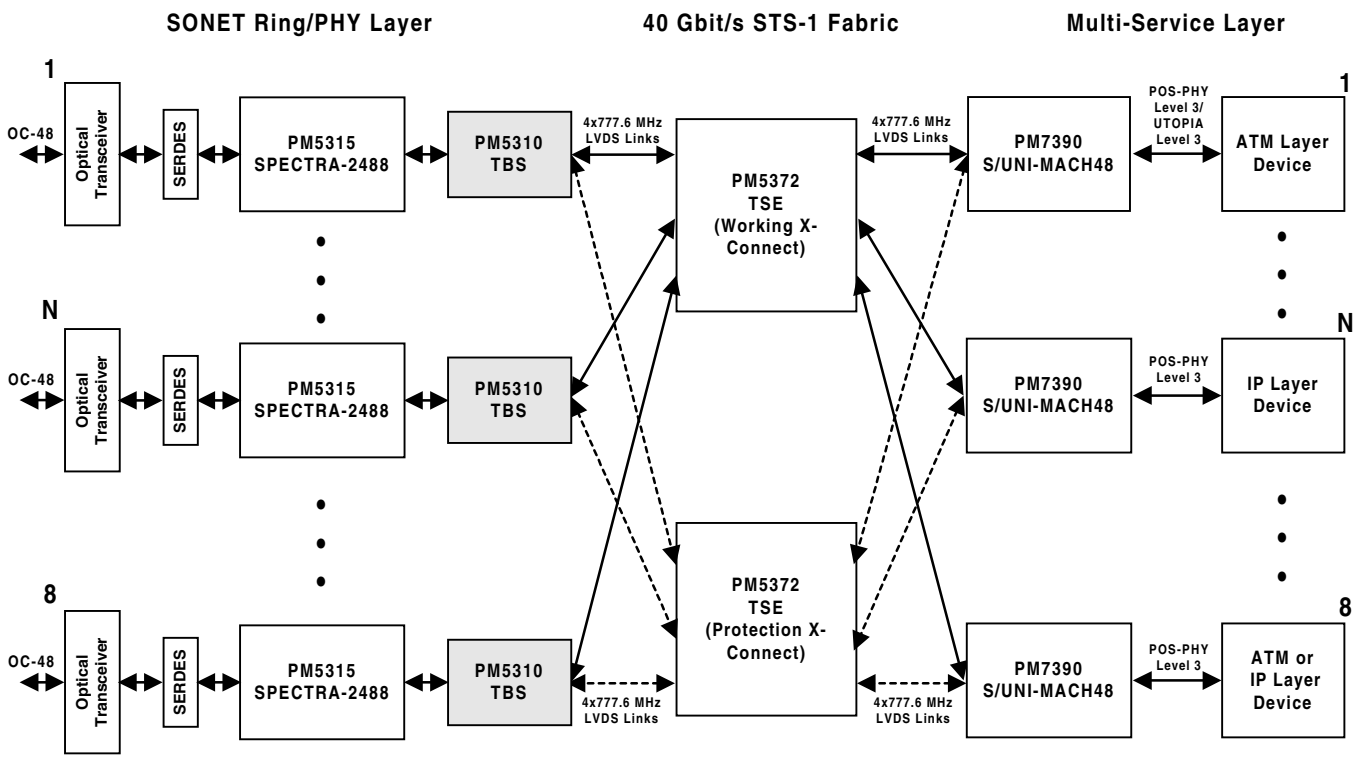 SONET Ring/PHY Layer
40 Gbit/s STS-1 Fabric
Multi-Service Layer
1
OC-48
Optical
Transceiver
SERDES
PM5315
SPECTRA-2488
PM5310
TBS
4x777.6 MHz
LVDS Links
PM5372
TSE
(Working X-
Connect)
4x777.6 MHz
LVDS Links
PM7390
S/UNI-MACH48
POS-PHY
Level 3/
UTOPIA
Level 3
1
ATM Layer
Device
N
OC-48
Optical
Transceiver
SERDES
PM5315
SPECTRA-2488
PM5310
TBS
PM7390
S/UNI-MACH48
POS-PHY
Level 3
N
IP Layer
Device
8
OC-48
Optical
Transceiver
SERDES
PM5315
SPECTRA-2488
PM5310
TBS
4x777.6 MHz
LVDS Links
PM5372
TSE
(Protection X-
Connect)
4x777.6 MHz
LVDS Links
PM7390
S/UNI-MACH48
POS-PHY
Level 3
8
ATM or
IP Layer
Device